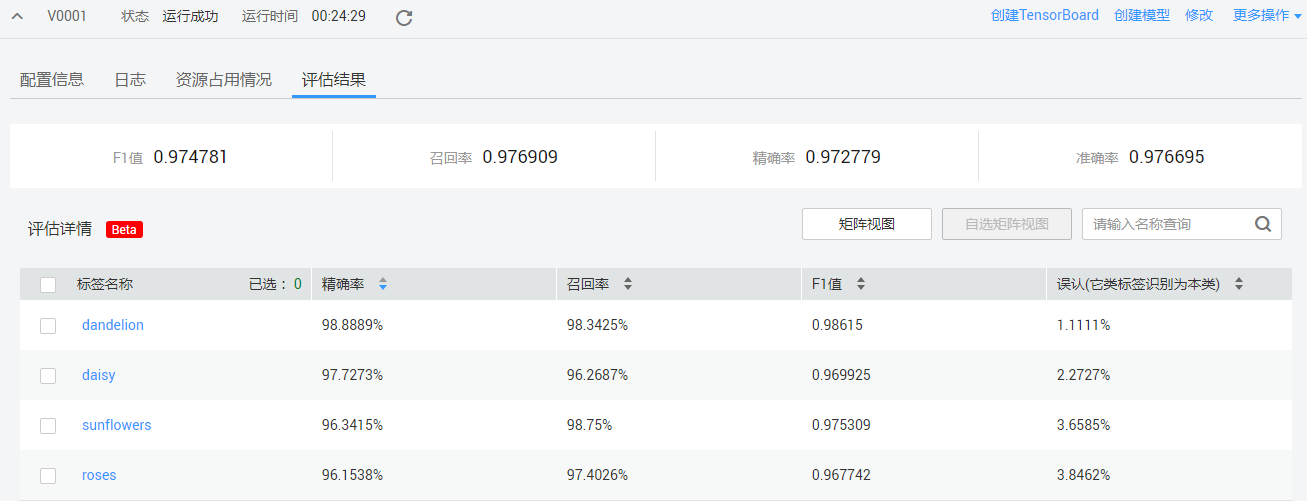 V0001 状态 运行成功 运行时间 00:24:29 创建TensorBoard 创建模型 修改 更多操作
配置信息 日志 资源占用情况 评估结果
F1值 0.974781 召回率 0.976909 精确率 0.972779 准确率 0.976695
评估详情 Beta 矩阵视图 自选矩阵视图 请输入名称查询
标签名称 已选：0 精确率 召回率 F1值 误认(它类标签识别为本类)
dandelion 98.8889% 98.3425% 0.98615 1.1111%
daisy 97.7273% 96.2687% 0.969925 2.2727%
sunflowers 96.3415% 98.75% 0.975309 3.6585%
roses 96.1538% 97.4026% 0.967742 3.8462%